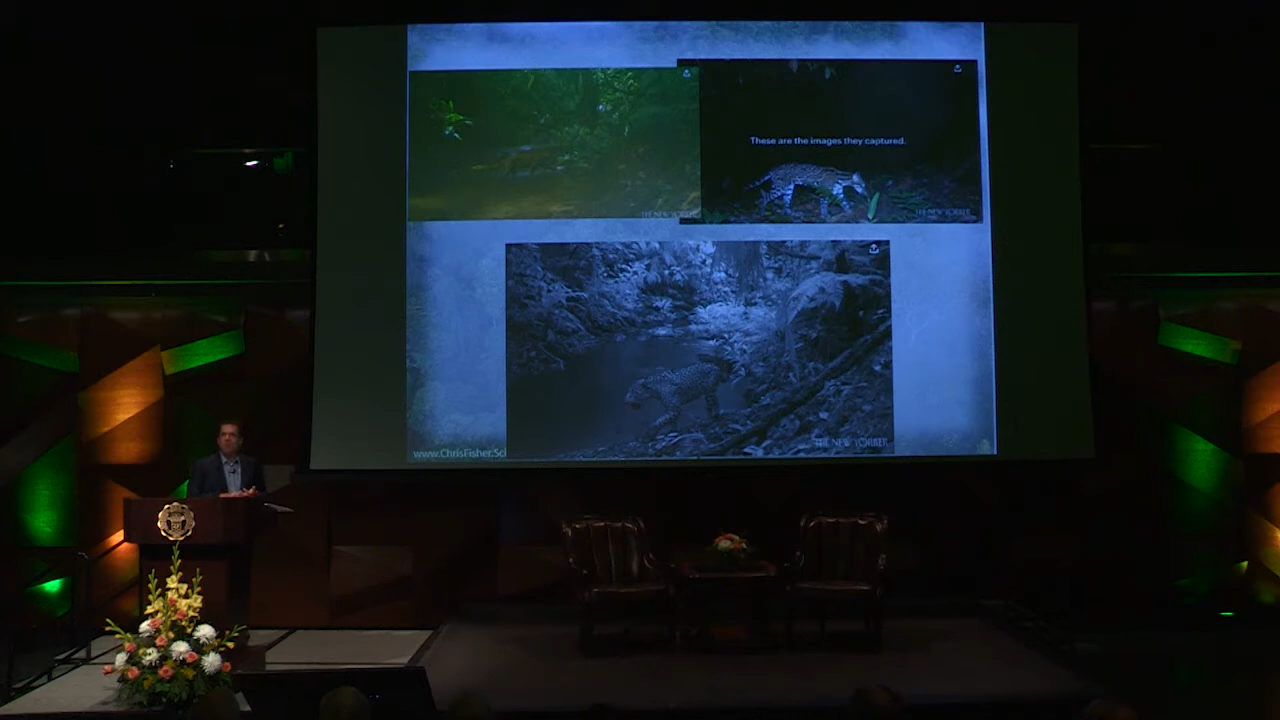 These are the images they captured.
THE NEW YORKER
THE NEW YORKER
THE NEW YORKER
www.ChrisFisher.Sc